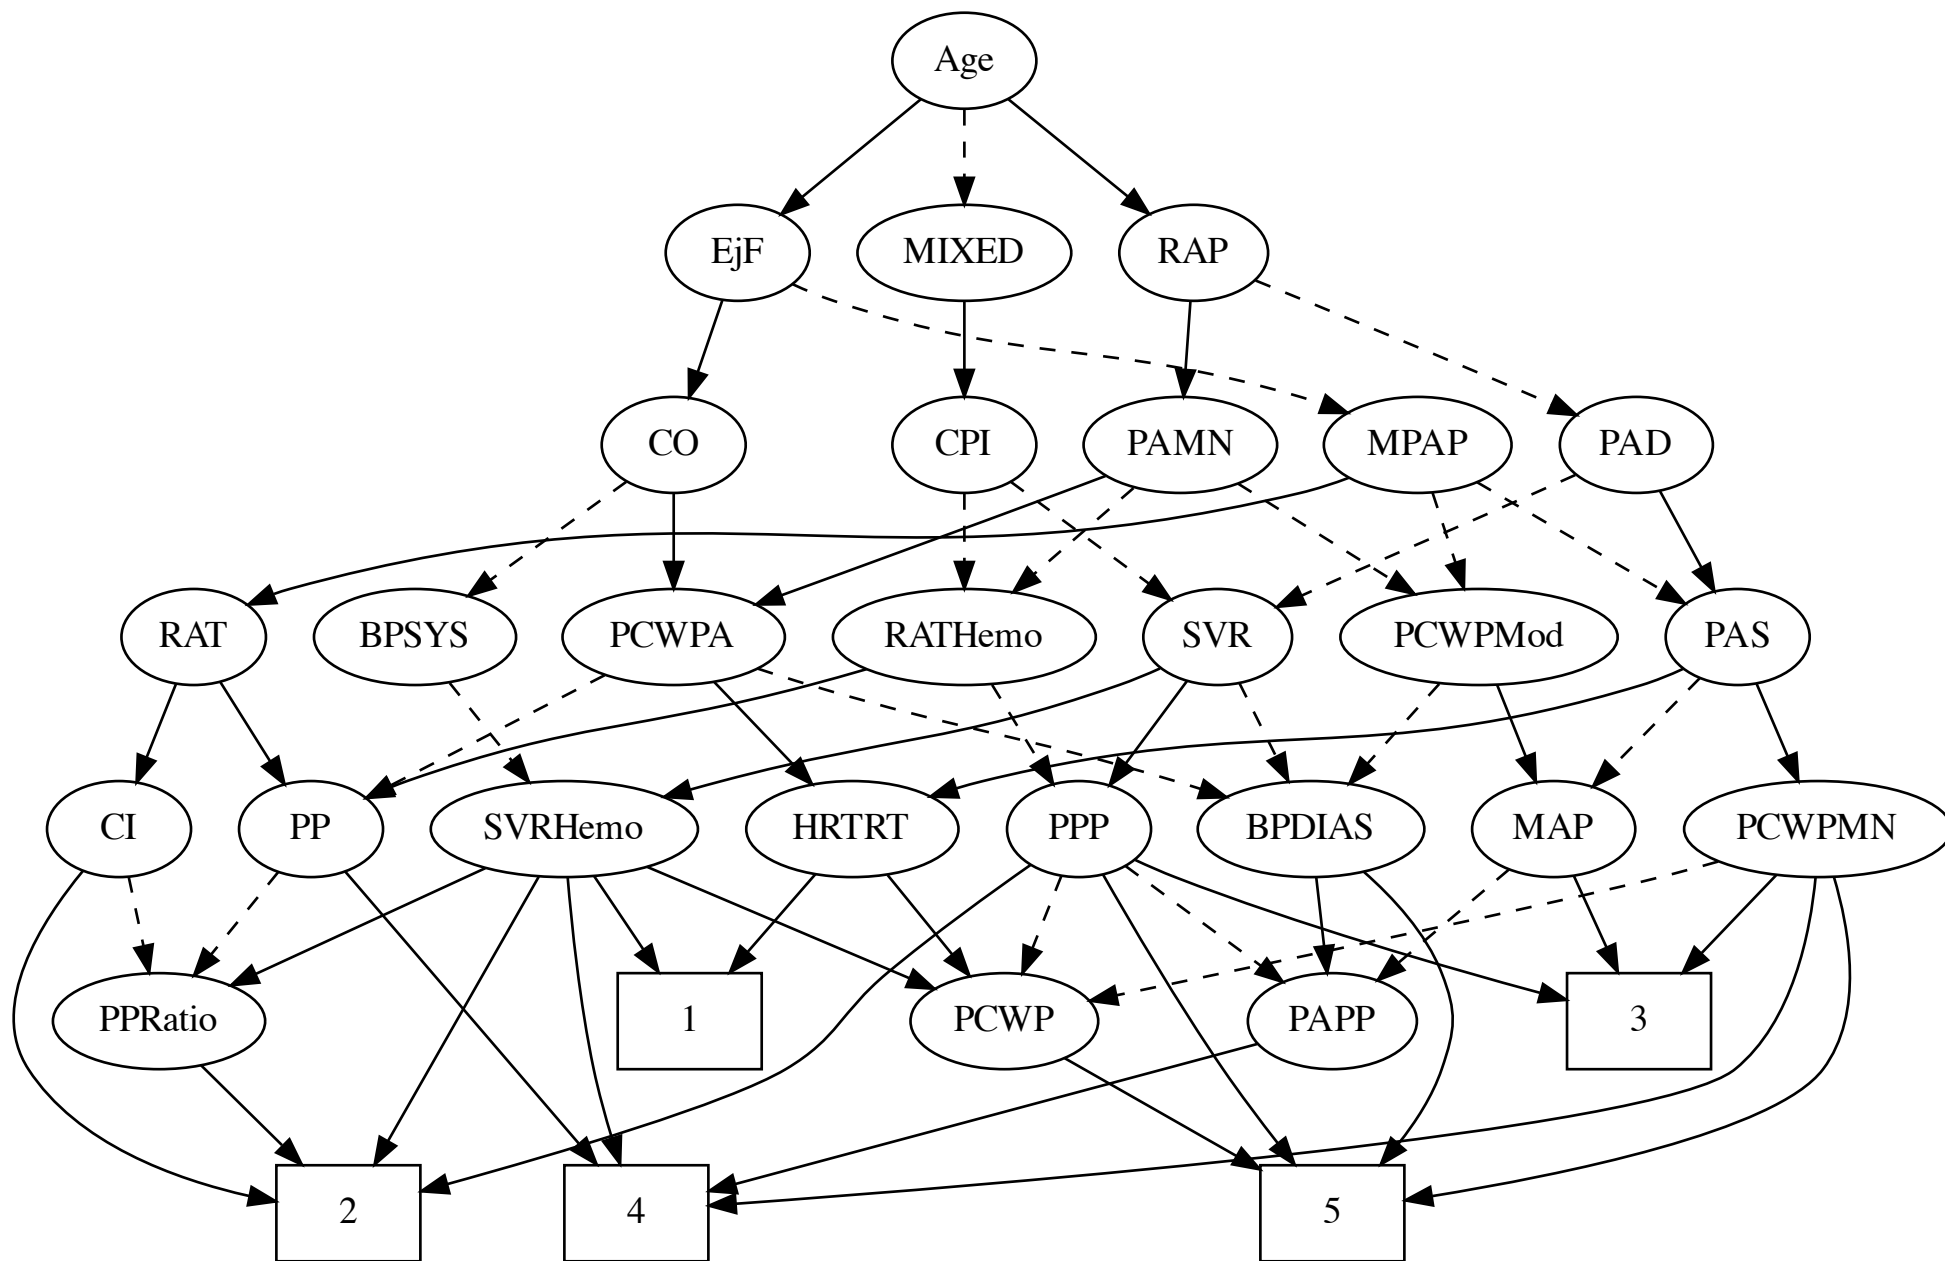 Age
EjF
MIXED
RAP
CO
CPI
PAMN
MPAP
PAD
RAT
BPSYS
PCWPA
RATHemo
SVR
PCWPMod
PAS
CI
PP
SVRHemo
HRTRT
PPP
BPDIAS
MAP
PCWPMN
PPRatio
1
PCWP
PAPP
3
2
4
5